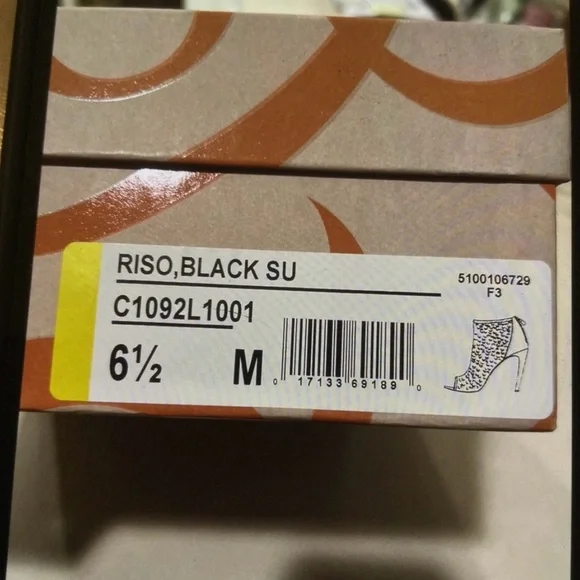 RISO,BLACK SU
5100106729
F3
C1092L1001
6½ M
0 17133 69189 0